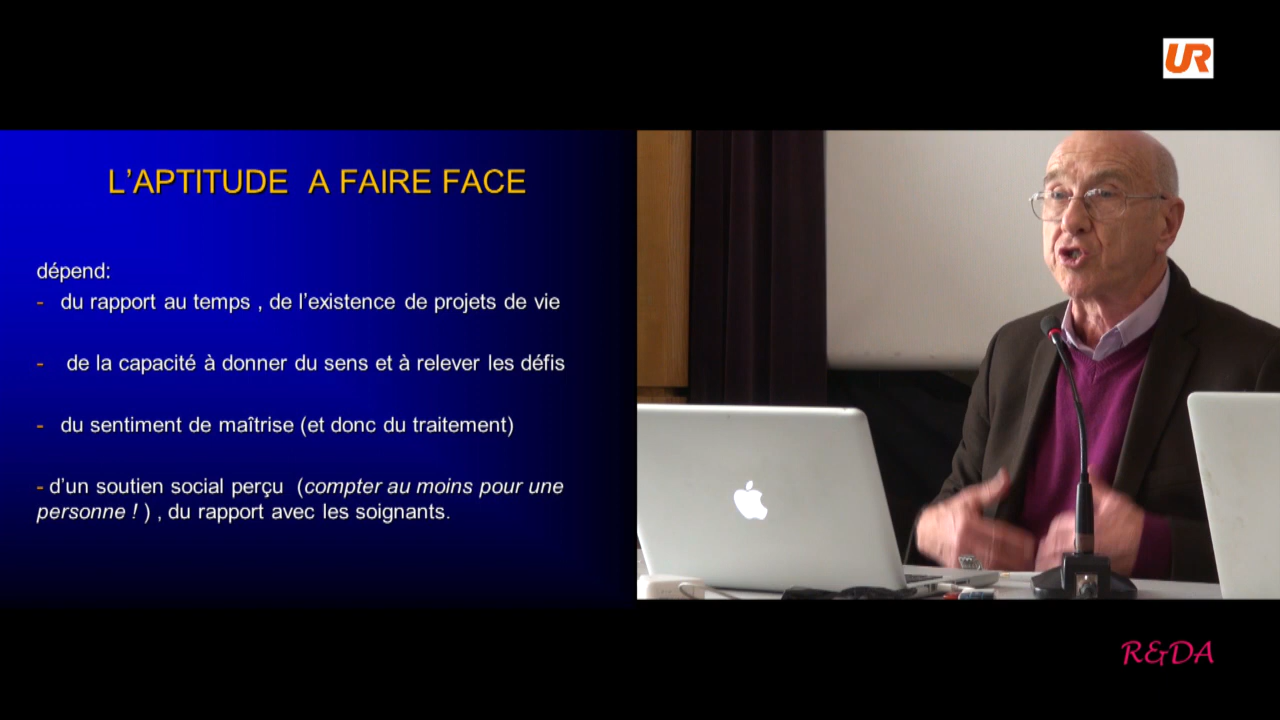 UR
L'APTITUDE A FAIRE FACE
dépend:
- du rapport au temps , de l'existence de projets de vie
- de la capacité à donner du sens et à relever les défis
- du sentiment de maîtrise (et donc du traitement)
- d'un soutien social perçu (compter au moins pour une
personne ! ) , du rapport avec les soignants.
R&DA